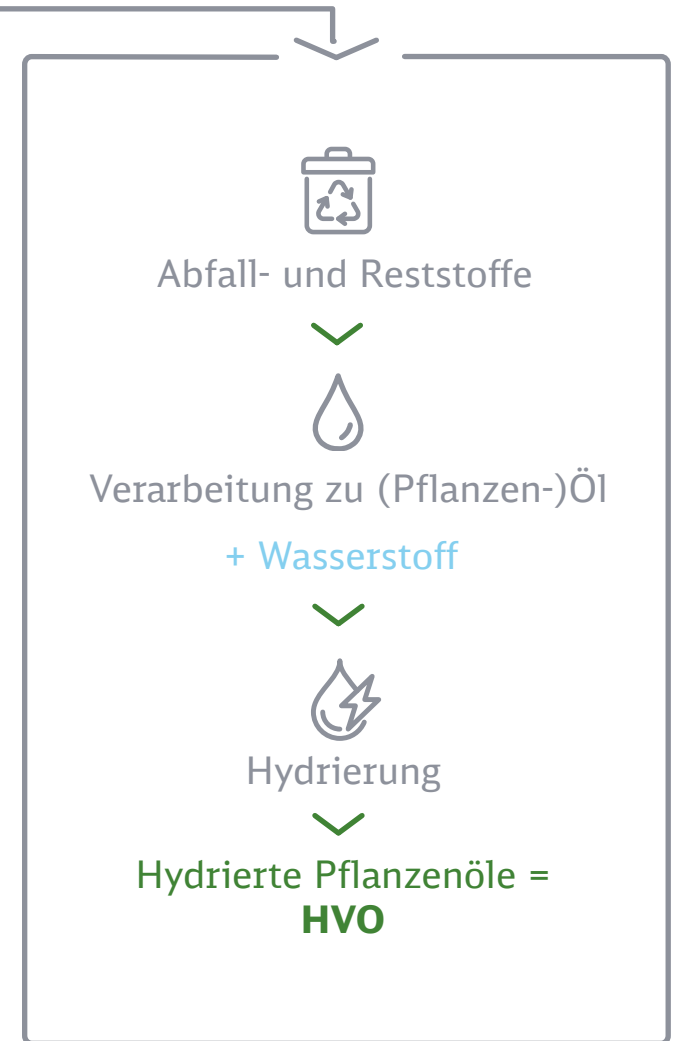 Abfall- und Reststoffe
Verarbeitung zu (Pflanzen-)Öl
+ Wasserstoff
Hydrierung
Hydrierte Pflanzenöle =
HVO